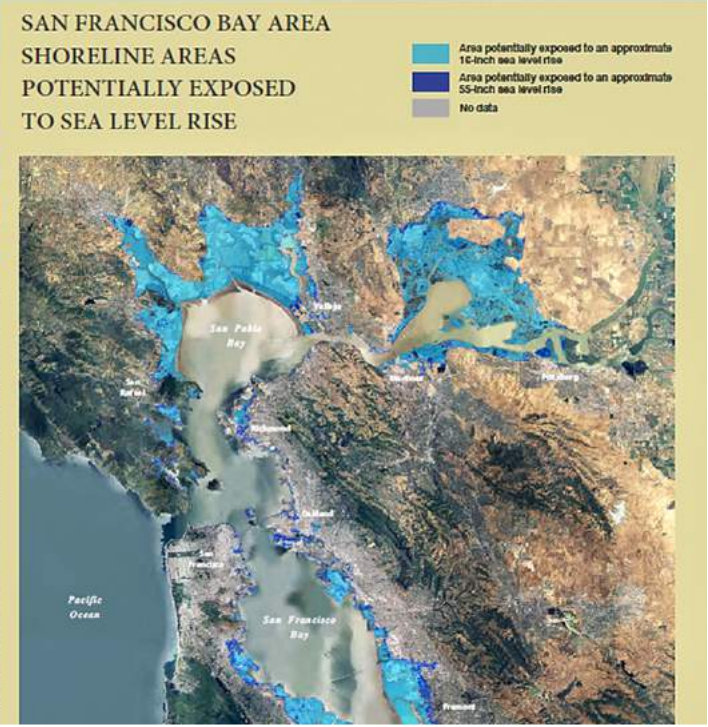 SAN FRANCISCO BAY AREA
SHORELINE AREAS
POTENTIALLY EXPOSED
TO SEA LEVEL RISE
Area potentially exposed to an approximate
16-inch sea level rise
Area potentially exposed to an approximate
55-inch sea level rise
No data
Vallejo
San Pablo
Bay
Pittsburg
San
Rafael
Richmond
Oakland
San
Francisco
Pacific
Ocean
San Francisco
Bay
Fremont